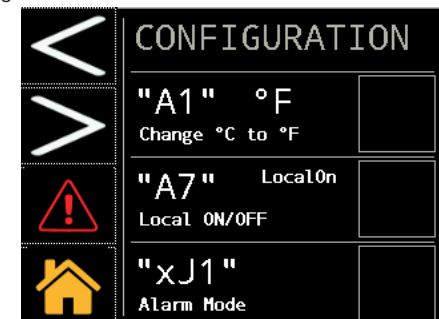 CONFIGURATION
"A1" °F
Change °C to °F
"A7" LocalOn
Local ON/OFF
"xJ1"
Alarm Mode